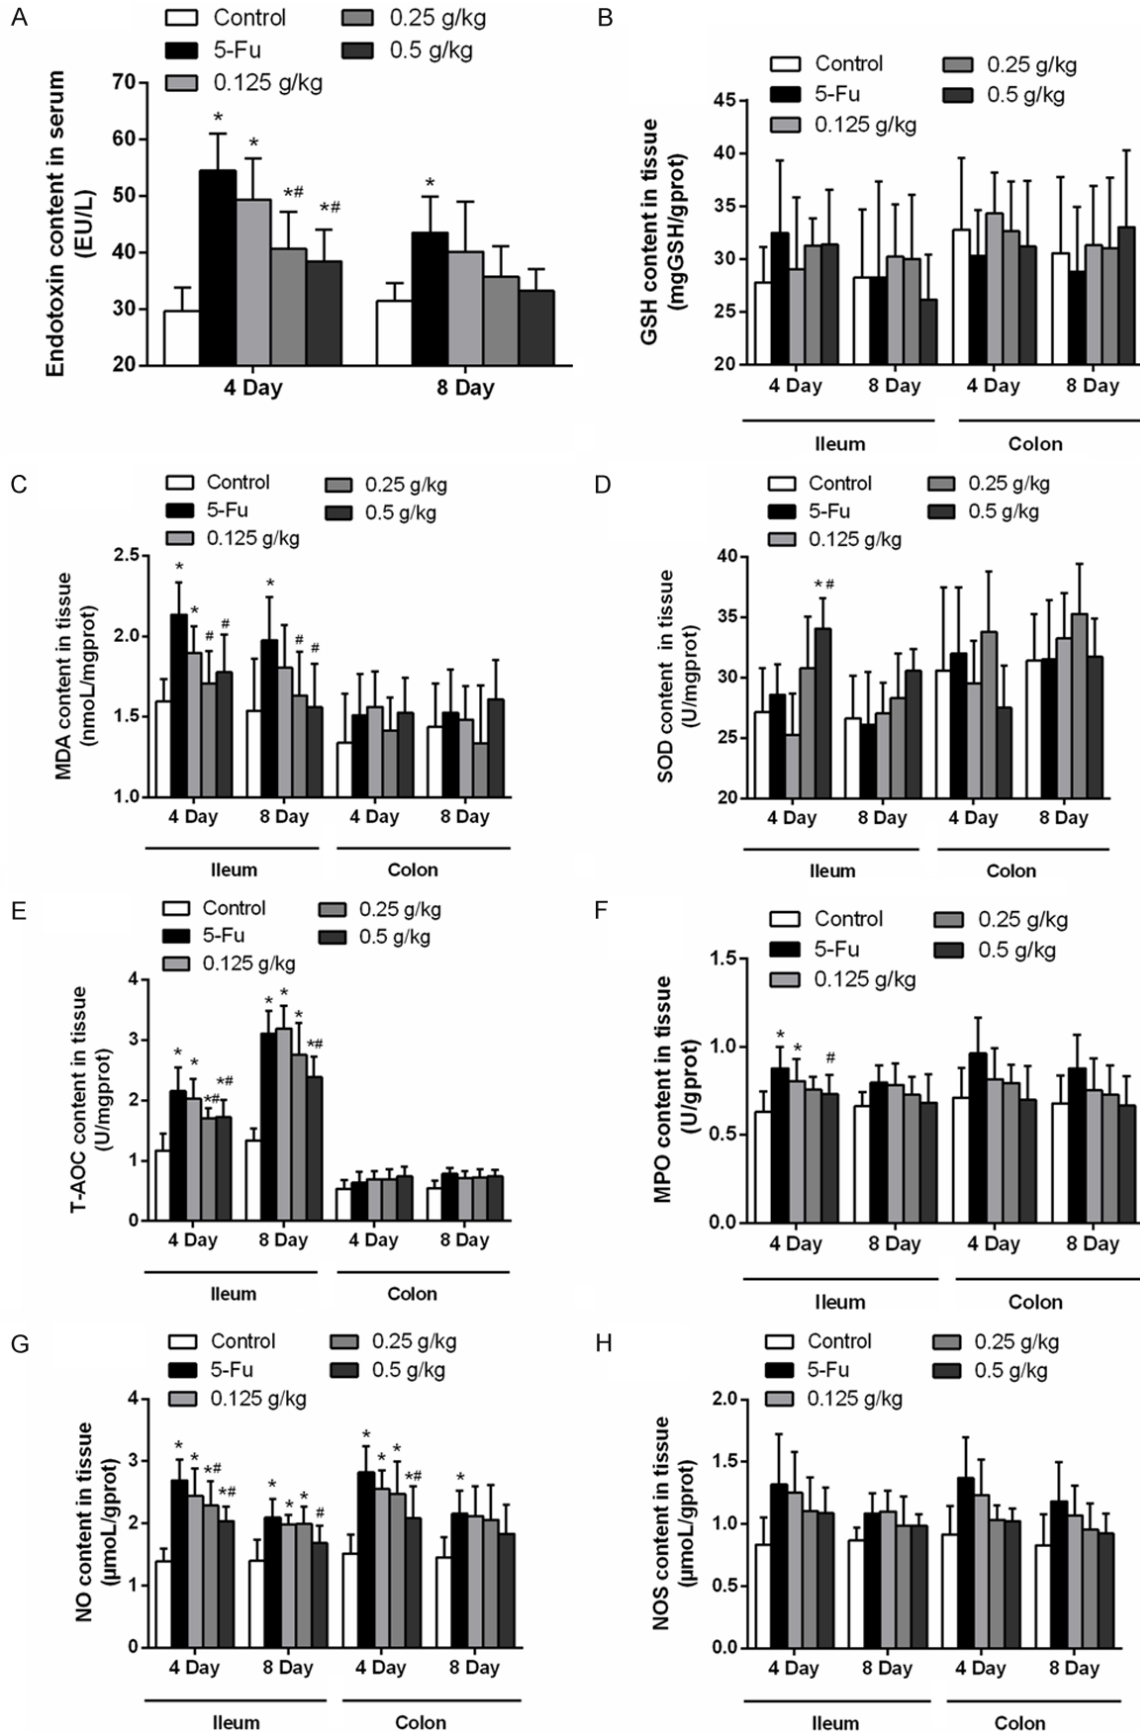 A
Control
5-Fu
0.125 g/kg
0.25 g/kg
0.5 g/kg
Endotoxin content in serum
(EU/L)
70
60
50
40
30
20
*
*
*#
*#
*
4 Day
8 Day
B
Control
5-Fu
0.125 g/kg
0.25 g/kg
0.5 g/kg
GSH content in tissue
(mgGSH/gprot)
45
40
35
30
25
20
4 Day
8 Day
4 Day
8 Day
Ileum
Colon
C
Control
5-Fu
0.125 g/kg
0.25 g/kg
0.5 g/kg
MDA content in tissue
(nmoL/mgprot)
2.5
2.0
1.5
1.0
*
*
#
#
*
#
#
4 Day
8 Day
4 Day
8 Day
Ileum
Colon
D
Control
5-Fu
0.125 g/kg
0.25 g/kg
0.5 g/kg
SOD content in tissue
(U/mgprot)
40
35
30
25
20
*#
4 Day
8 Day
4 Day
8 Day
Ileum
Colon
E
Control
5-Fu
0.125 g/kg
0.25 g/kg
0.5 g/kg
T-AOC content in tissue
(U/mgprot)
4
3
2
1
0
*
*
*#
*#
*
*
*
*#
4 Day
8 Day
4 Day
8 Day
Ileum
Colon
F
Control
5-Fu
0.125 g/kg
0.25 g/kg
0.5 g/kg
MPO content in tissue
(U/gprot)
1.5
1.0
0.5
0.0
*
*
#
4 Day
8 Day
4 Day
8 Day
Ileum
Colon
G
Control
5-Fu
0.125 g/kg
0.25 g/kg
0.5 g/kg
NO content in tissue
(µmoL/gprot)
4
3
2
1
0
*
*
*#
*#
*
*
*
#
*
*
*
*#
*
4 Day
8 Day
4 Day
8 Day
Ileum
Colon
H
Control
5-Fu
0.125 g/kg
0.25 g/kg
0.5 g/kg
NOS content in tissue
(µmoL/gprot)
2.0
1.5
1.0
0.5
0.0
4 Day
8 Day
4 Day
8 Day
Ileum
Colon